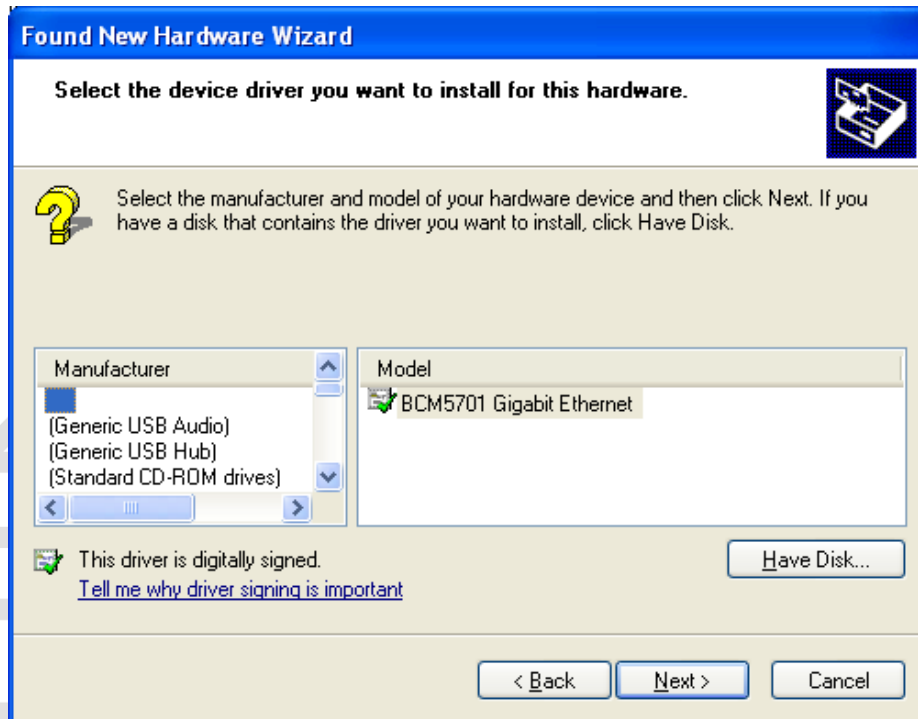 Found New Hardware Wizard
Select the device driver you want to install for this hardware.
Select the manufacturer and model of your hardware device and then click Next. If you
have a disk that contains the driver you want to install, click Have Disk.
Manufacturer
(Generic USB Audio)
(Generic USB Hub)
(Standard CD-ROM drives)
Model
BCM5701 Gigabit Ethernet
This driver is digitally signed.
Have Disk...
Tell me why driver signing is important
< Back
Next >
Cancel